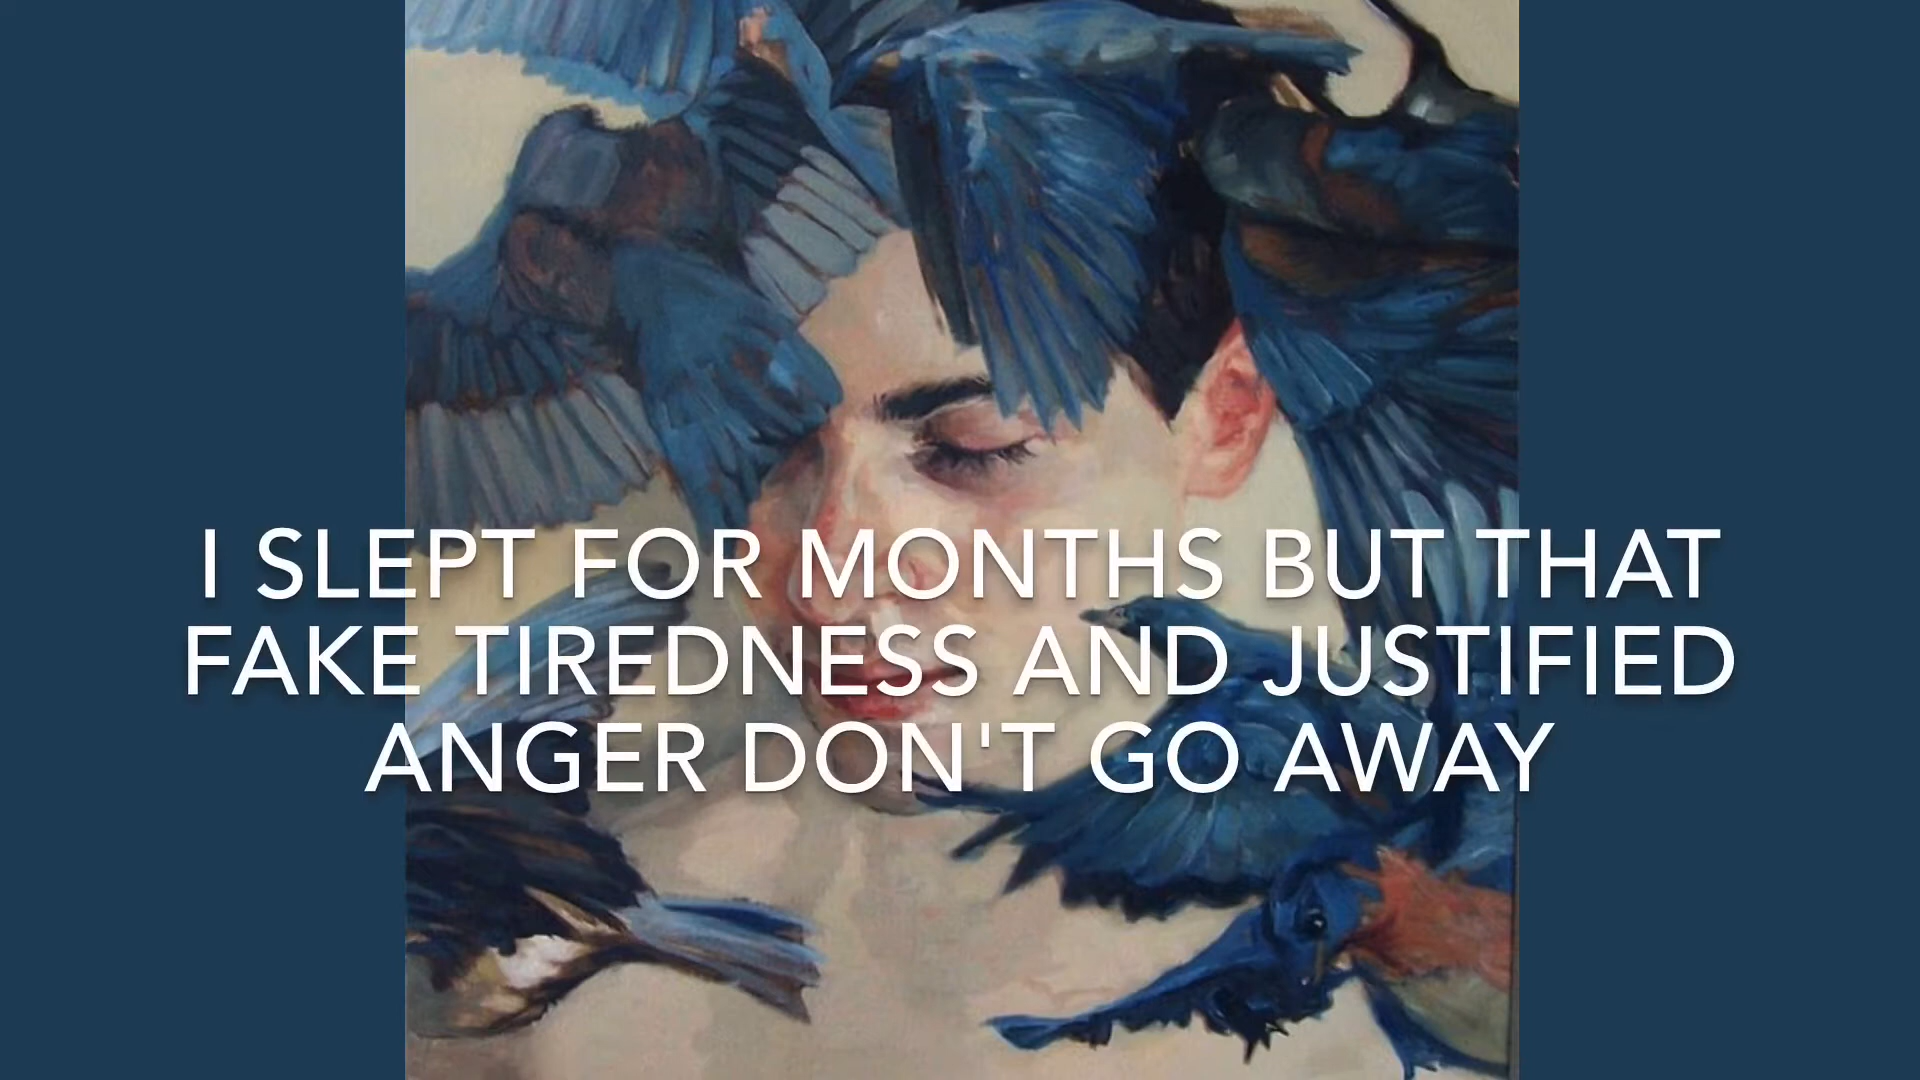 I SLEPT FOR MONTHS BUT THAT
FAKE TIREDNESS AND JUSTIFIED
ANGER DON'T GO AWAY